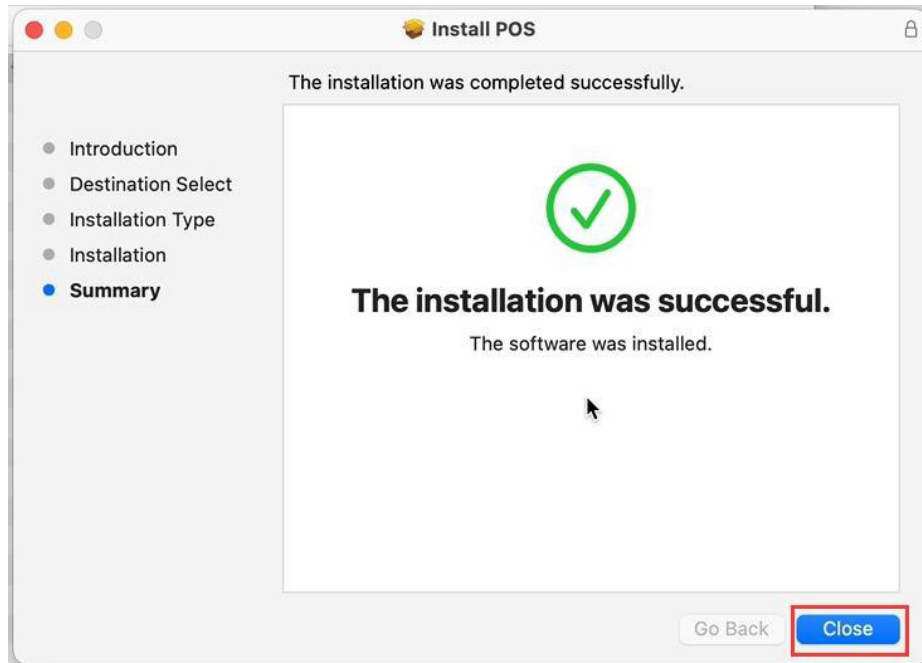 Install POS
The installation was completed successfully.
Introduction
Destination Select
Installation Type
Installation
Summary
The installation was successful.
The software was installed.
Go Back
Close